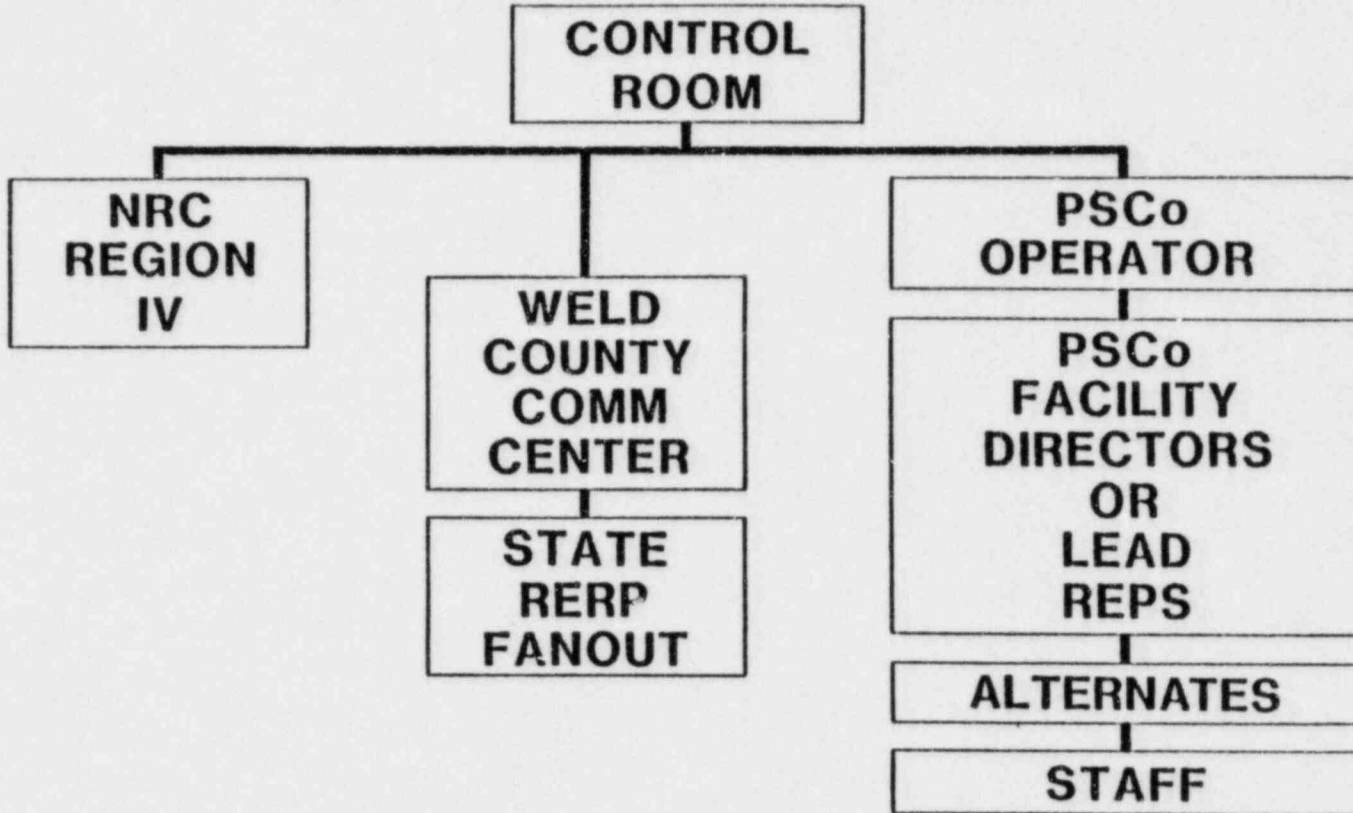 CONTROL
ROOM
NRC
REGION
IV
WELD
COUNTY
COMM
CENTER
STATE
RERP
FANOUT
PSCo
OPERATOR
PSCo
FACILITY
DIRECTORS
OR
LEAD
REPS
ALTERNATES
STAFF